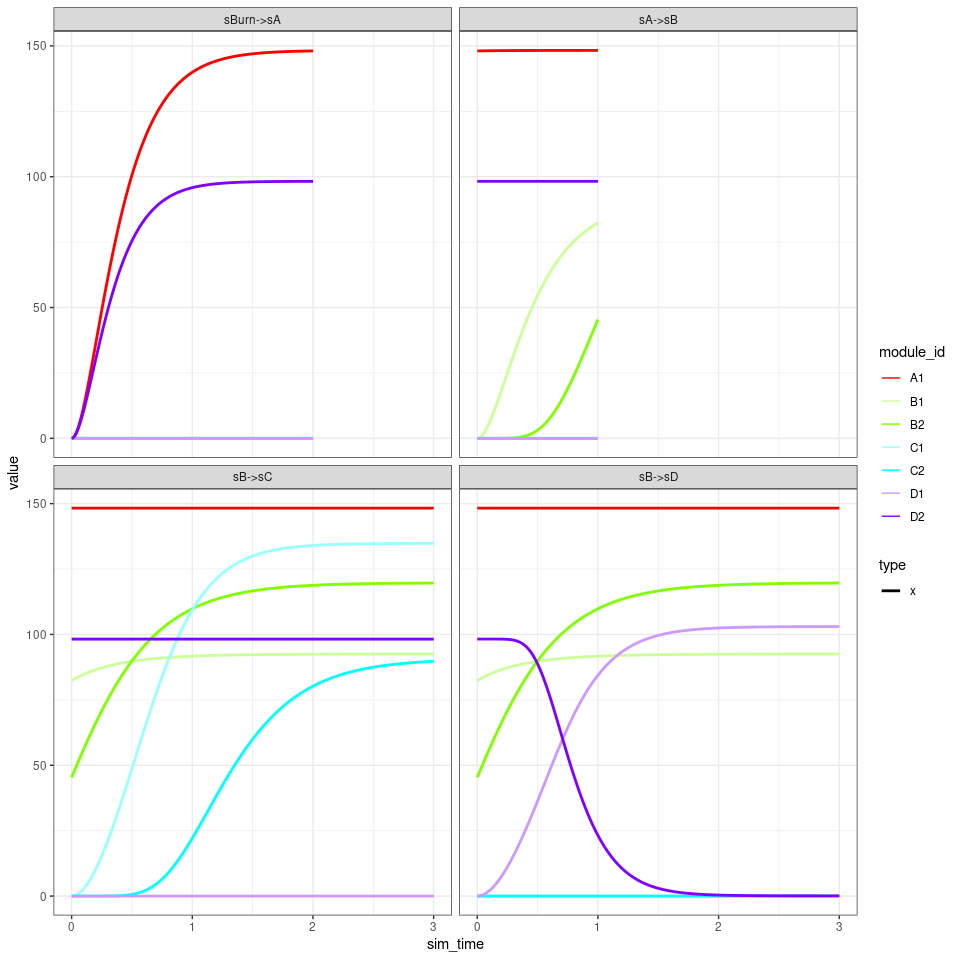 sBurn->sA
sA->sB
150
100
50
0
value
sB->sC
sB->sD
150
100
50
0
0
1
2
3
0
1
2
3
sim_time
module_id
A1
B1
B2
C1
C2
D1
D2
type
x